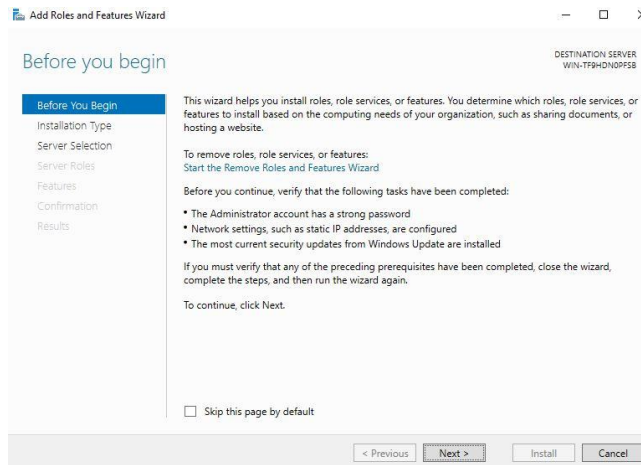 Add Roles and Features Wizard
Before you begin
DESTINATION SERVER
WIN-TF9HDN0PFSB
Before You Begin
Installation Type
Server Selection
Server Roles
Features
Confirmation
Results
This wizard helps you install roles, role services, or features. You determine which roles, role services, or
features to install based on the computing needs of your organization, such as sharing documents, or
hosting a website.
To remove roles, role services, or features:
Start the Remove Roles and Features Wizard
Before you continue, verify that the following tasks have been completed:
• The Administrator account has a strong password
• Network settings, such as static IP addresses, are configured
• The most current security updates from Windows Update are installed
If you must verify that any of the preceding prerequisites have been completed, close the wizard,
complete the steps, and then run the wizard again.
To continue, click Next.
Skip this page by default
< Previous
Next >
Install
Cancel